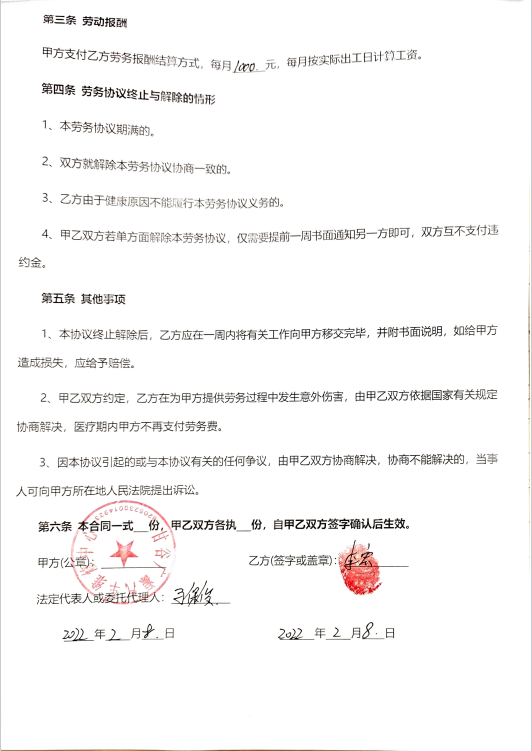 第三条 劳动报酬
甲方支付乙方劳务报酬结算方式，每月1000.元，每月按实际出工日计算工资。
第四条 劳务协议终止与解除的情形
1、本劳务协议期满的。
2、双方就解除本劳务协议协商一致的。
3、乙方由于健康原因不能履行本劳务协议义务的。
4、甲乙双方若单方面解除本劳务协议，仅需要提前一周书面通知另一方即可，双方互不支付违
约金。
第五条 其他事项
1、本协议终止解除后，乙方应在一周内将有关工作向甲方移交完毕，并附书面说明，如给甲方
造成损失，应给予赔偿。
2、甲乙双方约定，乙方在为甲方提供劳务过程中发生意外伤害，由甲乙双方依据国家有关规定
协商解决，医疗期内甲方不再支付劳务费。
3、因本协议引起的或与本协议有关的任何争议，由甲乙双方协商解决，协商不能解决的，当事
人可向甲方所在地人民法院提出诉讼。
第六条 本合同一式__份，甲乙双方各执__份，自甲乙双方签字确认后生效。
甲方(公章)：
乙方(签字或盖章)：
法定代表人或委托代理人：
2022年2月8.日
2022年2月8.日